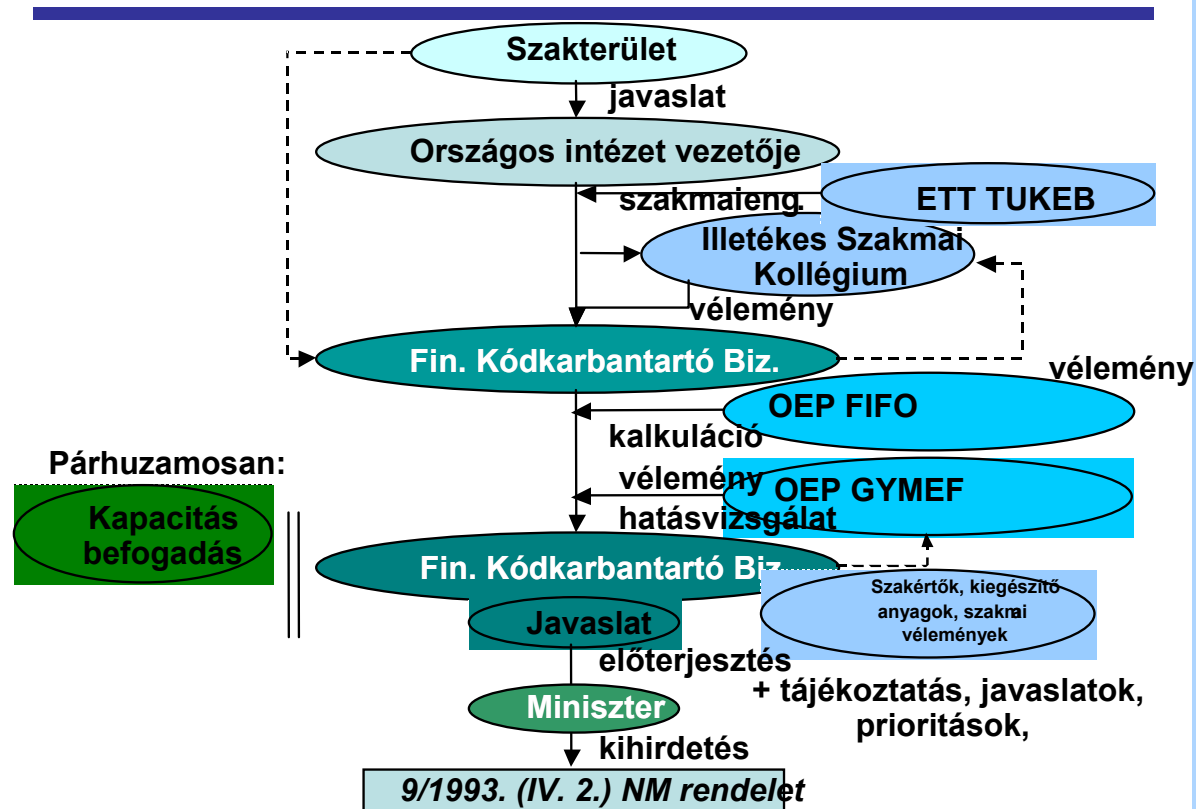 Szakterület
javaslat
Országos intézet vezetője
szakmaieng.
ETT TUKEB
Illetékes Szakmai
Kollégium
vélemény
Fin. Kódkarbantartó Biz.
vélemény
OEP FIFO
kalkuláció
Párhuzamosan:
vélemény
OEP GYMEF
hatásvizsgálat
Kapacitás
befogadás
Fin. Kódkarbantartó Biz.
Szakértők, kiegészítő
anyagok, szakmai
vélemények
Javaslat
előterjesztés
+ tájékoztatás, javaslatok,
prioritások,
Miniszter
kihirdetés
9/1993. (IV. 2.) NM rendelet